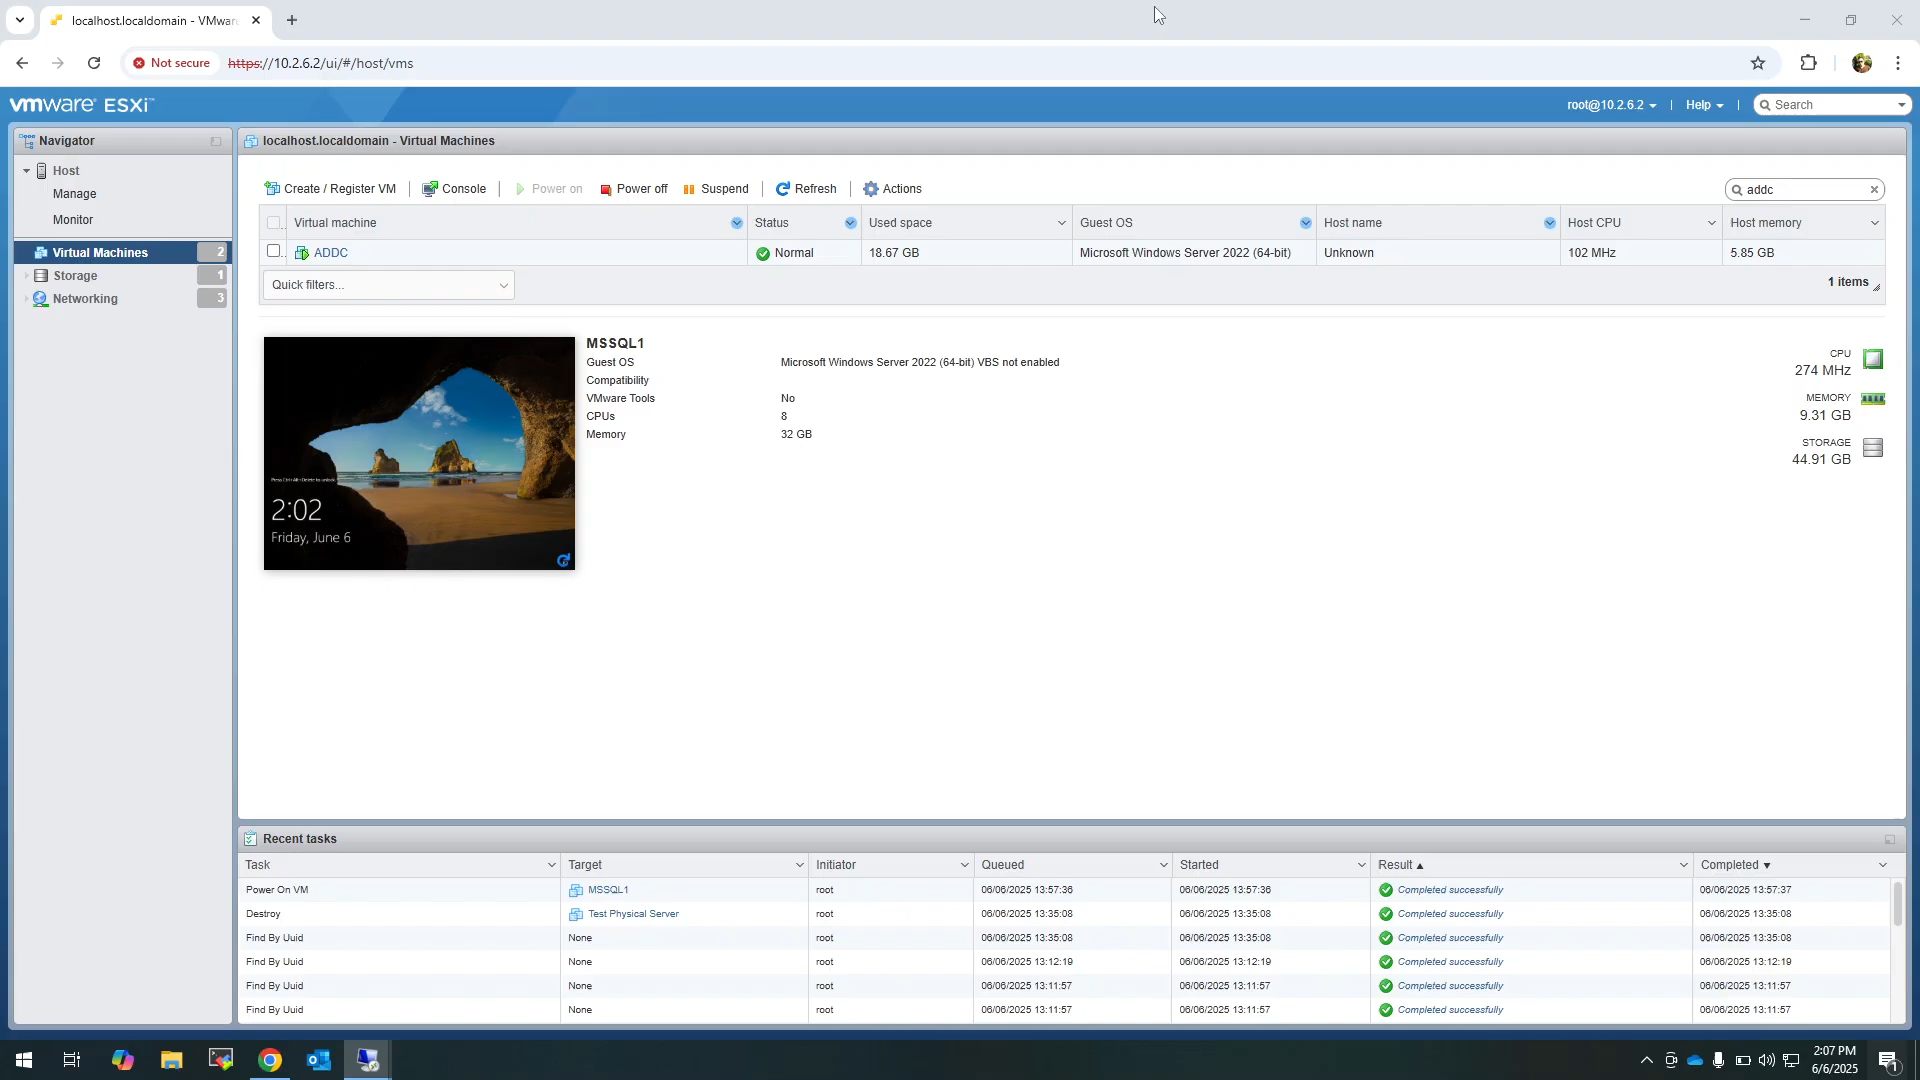 localhost.localdomain - VMware
Not secure
https://10.2.6.2/ui/#/host/vms
vmware ESXi™
root@10.2.6.2 | Help |
Search
Navigator
localhost.localdomain - Virtual Machines
Host
Manage
Monitor
Virtual Machines 2
Storage 1
Networking 3
Create / Register VM | Console | Power on Power off Suspend | Refresh | Actions
addc
Virtual machine Status Used space Guest OS Host name Host CPU Host memory
ADDC Normal 18.67 GB Microsoft Windows Server 2022 (64-bit) Unknown 102 MHz 5.85 GB
Quick filters... 1 items
Press Ctrl+Alt+Delete to unlock
2:02
Friday, June 6
MSSQL1
Guest OS Microsoft Windows Server 2022 (64-bit) VBS not enabled
Compatibility
VMware Tools No
CPUs 8
Memory 32 GB
CPU
274 MHz
MEMORY
9.31 GB
STORAGE
44.91 GB
Recent tasks
Task Target Initiator Queued Started Result ▲ Completed ▼
Power On VM MSSQL1 root 06/06/2025 13:57:36 06/06/2025 13:57:36 Completed successfully 06/06/2025 13:57:37
Destroy Test Physical Server root 06/06/2025 13:35:08 06/06/2025 13:35:08 Completed successfully 06/06/2025 13:35:08
Find By Uuid None root 06/06/2025 13:35:08 06/06/2025 13:35:08 Completed successfully 06/06/2025 13:35:08
Find By Uuid None root 06/06/2025 13:12:19 06/06/2025 13:12:19 Completed successfully 06/06/2025 13:12:19
Find By Uuid None root 06/06/2025 13:11:57 06/06/2025 13:11:57 Completed successfully 06/06/2025 13:11:57
Find By Uuid None root 06/06/2025 13:11:57 06/06/2025 13:11:57 Completed successfully 06/06/2025 13:11:57
2:07 PM
6/6/2025
1